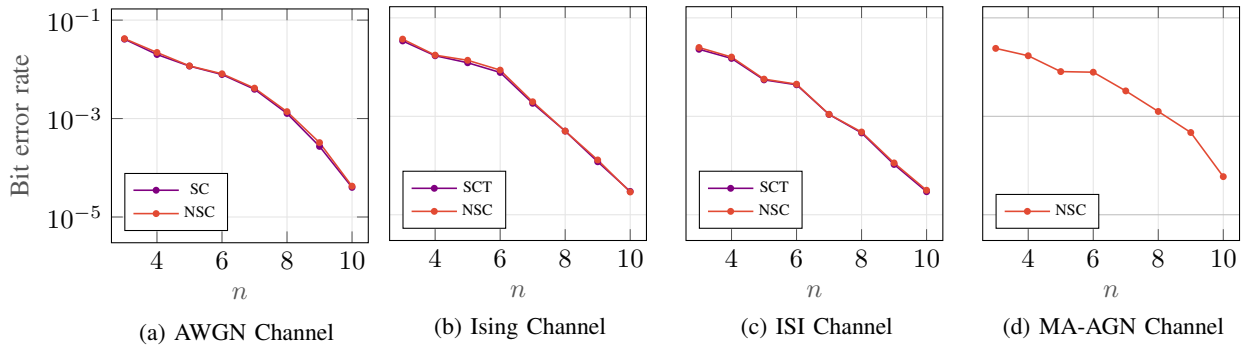 Bit error rate
10⁻¹
10⁻³
10⁻⁵
SC
NSC
4 6 8 10
n
(a) AWGN Channel
SCT
NSC
4 6 8 10
n
(b) Ising Channel
SCT
NSC
4 6 8 10
n
(c) ISI Channel
NSC
4 6 8 10
n
(d) MA-AGN Channel